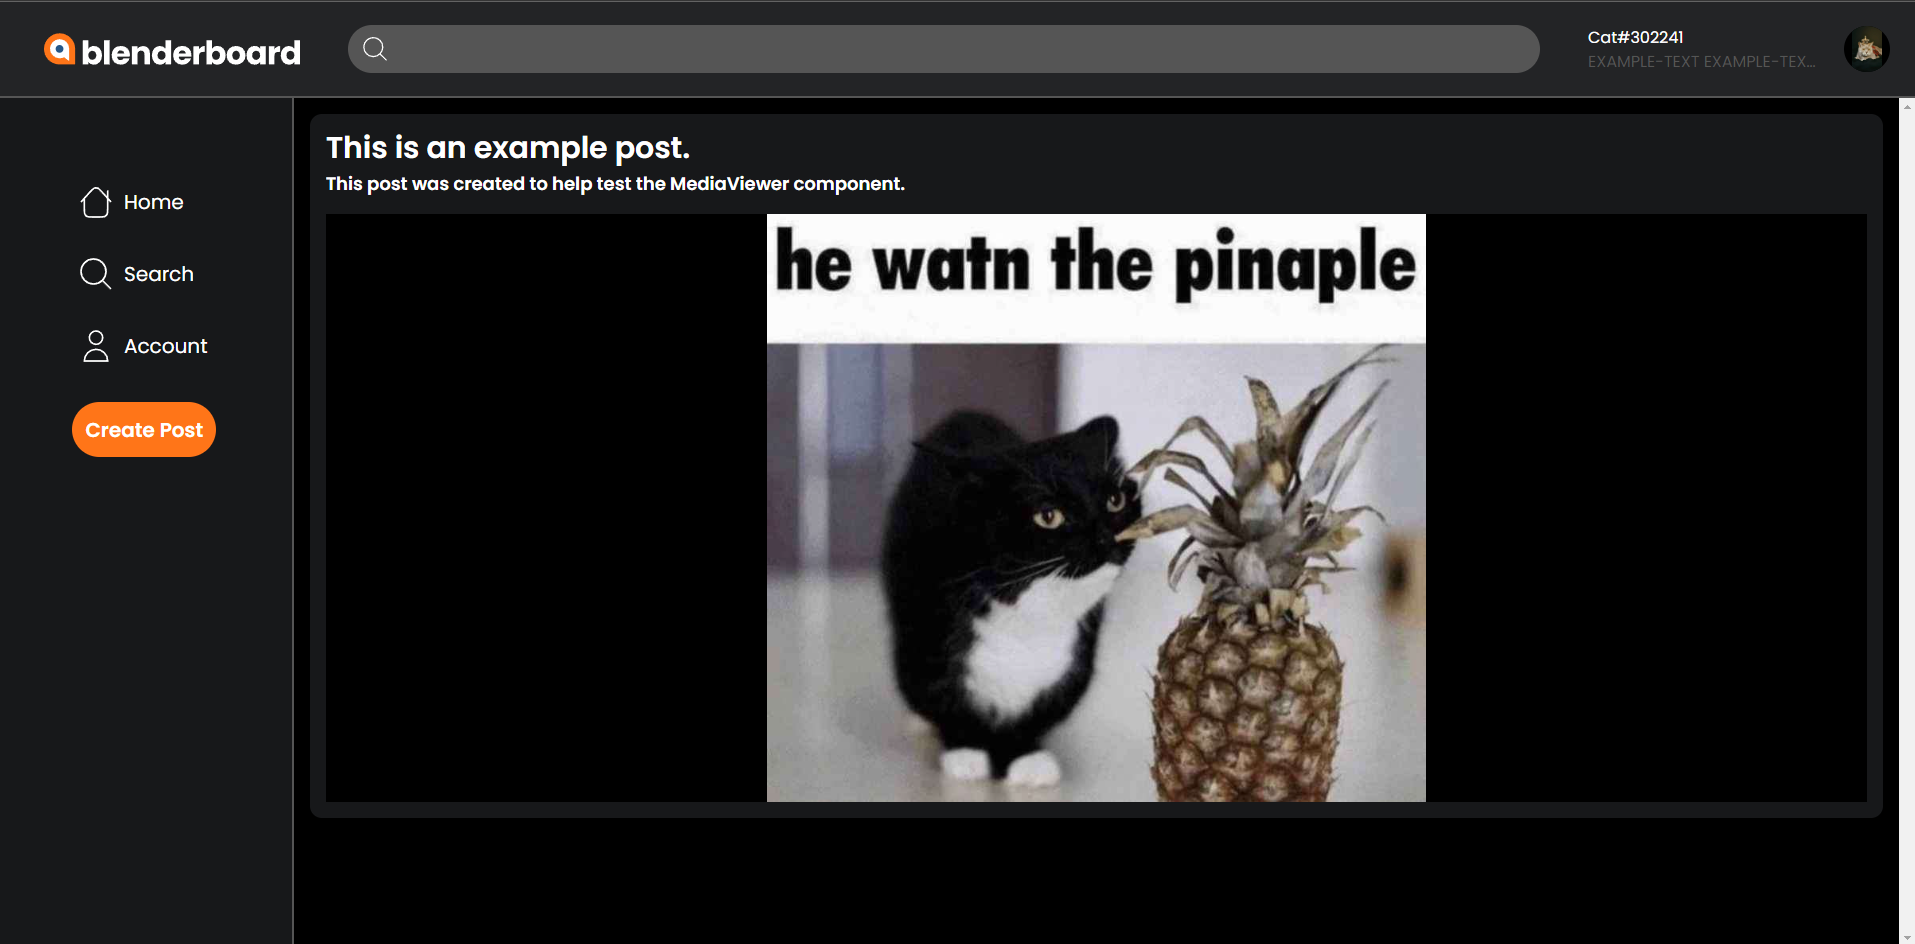 blenderboard
Cat#302241
EXAMPLE-TEXT EXAMPLE-TEX...
Home
Search
Account
Create Post
This is an example post.
This post was created to help test the MediaViewer component.
he watn the pinaple